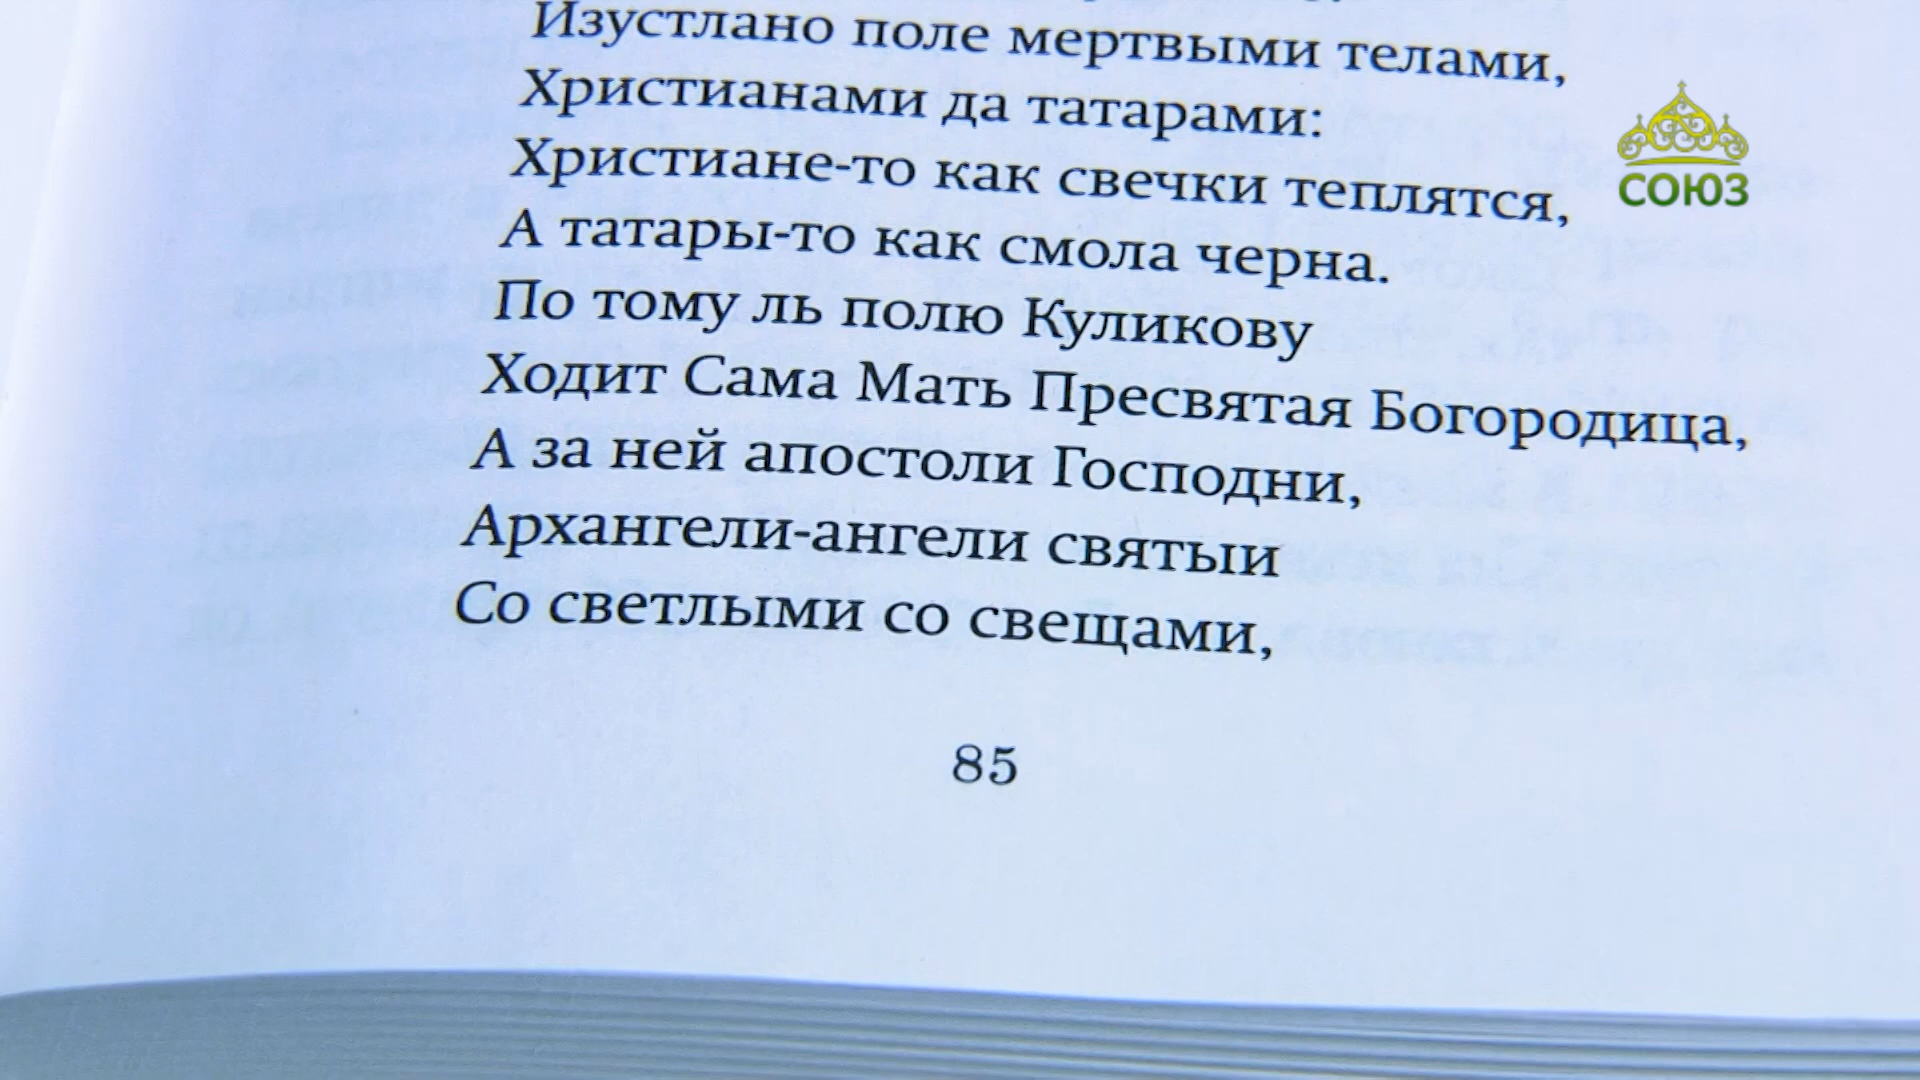 Изустлано поле мертвыми телами,
Христианами да татарами:
Христиане-то как свечки теплятся,
А татары-то как смола черна.
По тому ль полю Куликову
Ходит Сама Мать Пресвятая Богородица,
А за ней апостоли Господни,
Архангели-ангели святыи
Со светлыми со свещами,
85
СОЮЗ